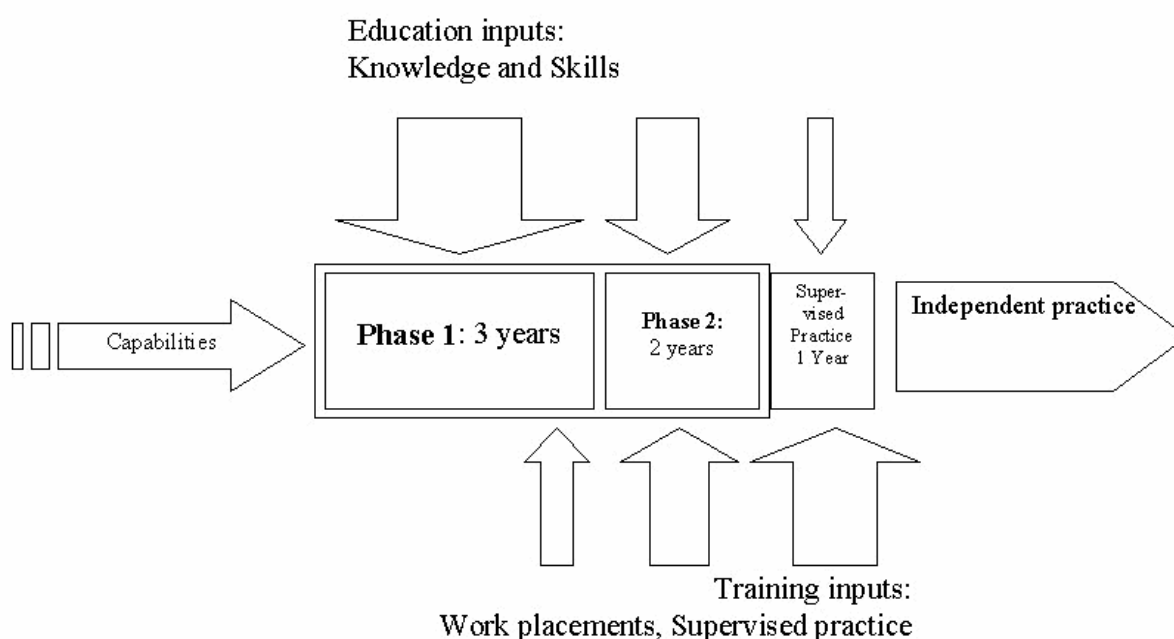 Education inputs:
Knowledge and Skills
Capabilities
Phase 1: 3 years
Phase 2:
2 years
Super-
vised
Practice
1 Year
Independent practice
Training inputs:
Work placements, Supervised practice